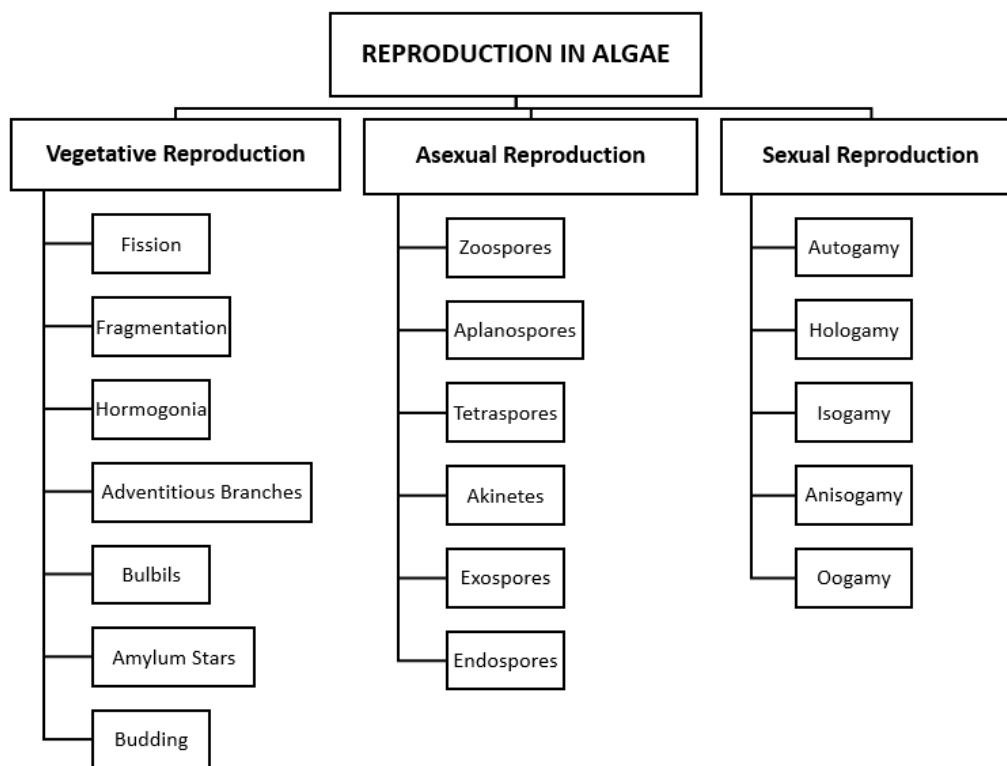 REPRODUCTION IN ALGAE
Vegetative Reproduction
Fission
Fragmentation
Hormogonia
Adventitious Branches
Bulbils
Amylum Stars
Budding
Asexual Reproduction
Zoospores
Aplanospores
Tetraspores
Akinetes
Exospores
Endospores
Sexual Reproduction
Autogamy
Hologamy
Isogamy
Anisogamy
Oogamy